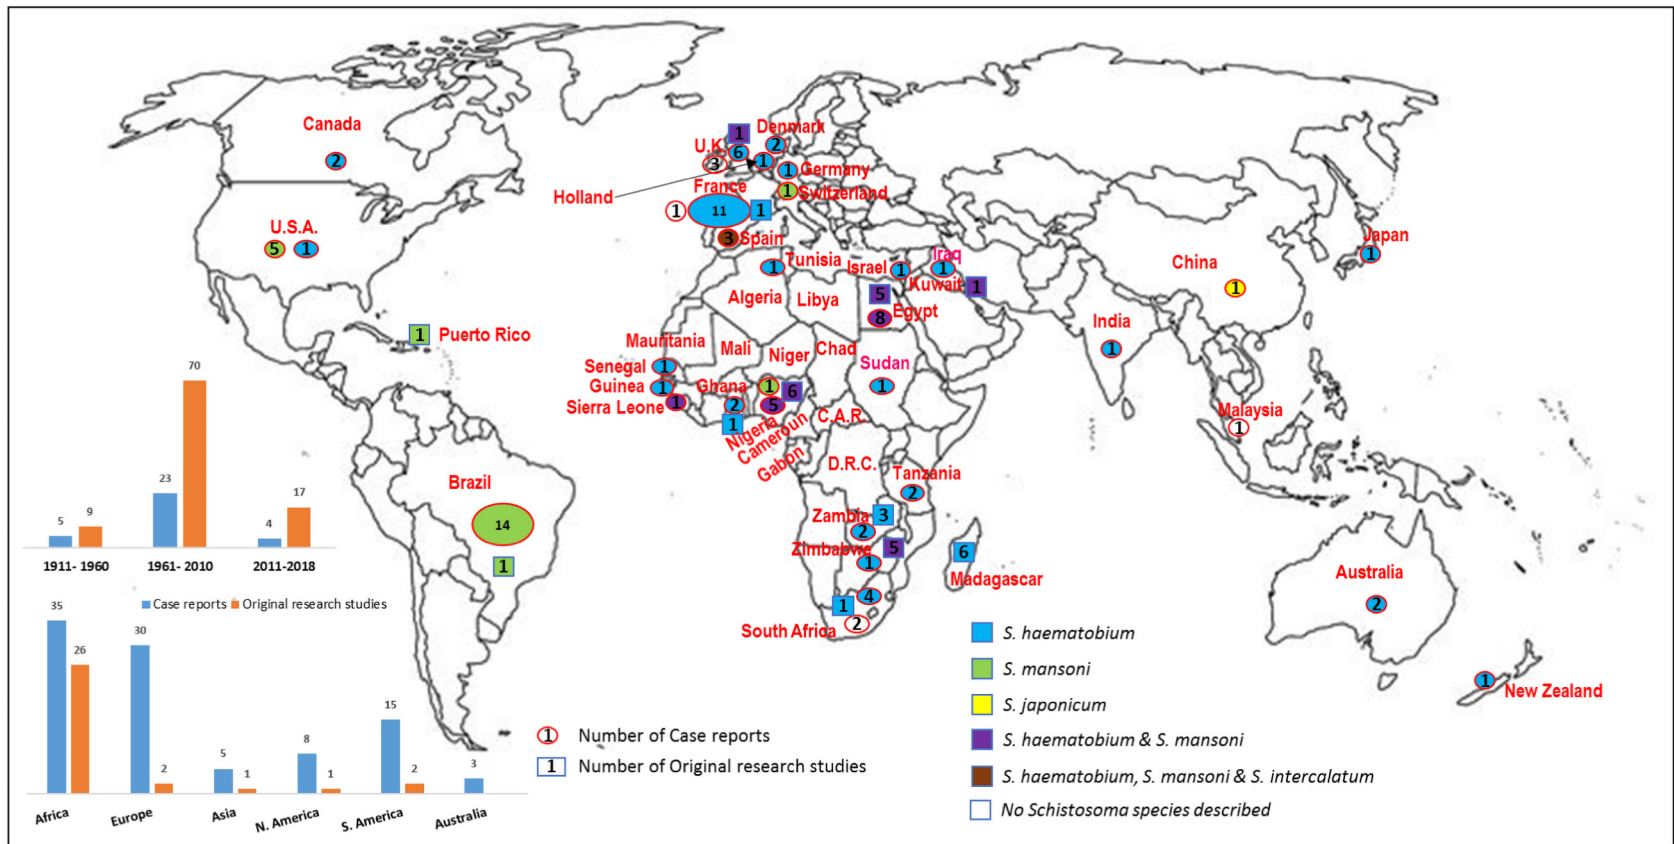 Canada
2
U.S.A.
5 1
1 Puerto Rico
Brazil
14
1
1
U.K.
6
3
Denmark
2
Holland
1
1 Germany
1 Switzerland
France
1 11 1
3 Spain
1 Tunisia
Israel
1
Iraq
1
Kuwait 1
5
Egypt
8
Algeria
Libya
Mauritania
Mali
Niger
Chad
Sudan
1
Senegal 1
Guinea 1
Sierra Leone 1
Ghana
2
1
1
6
5
Nigeria
Cameroun
Gabon
C.A.R.
D.R.C.
Tanzania
2
Zambia 3
2
Zimbabwe 5
1
6
Madagascar
4
1
South Africa 2
China
1
Japan
1
India
1
Malaysia
1
Australia
2
1
New Zealand
5 9
23 70
4 17
1911- 1960 1961- 2010 2011-2018
Case reports Original research studies
35 26
30 2
5 1
8 1
15 2
3
Africa Europe Asia N. America S. America Australia
1 Number of Case reports
1 Number of Original research studies
S. haematobium
S. mansoni
S. japonicum
S. haematobium & S. mansoni
S. haematobium, S. mansoni & S. intercalatum
No Schistosoma species described